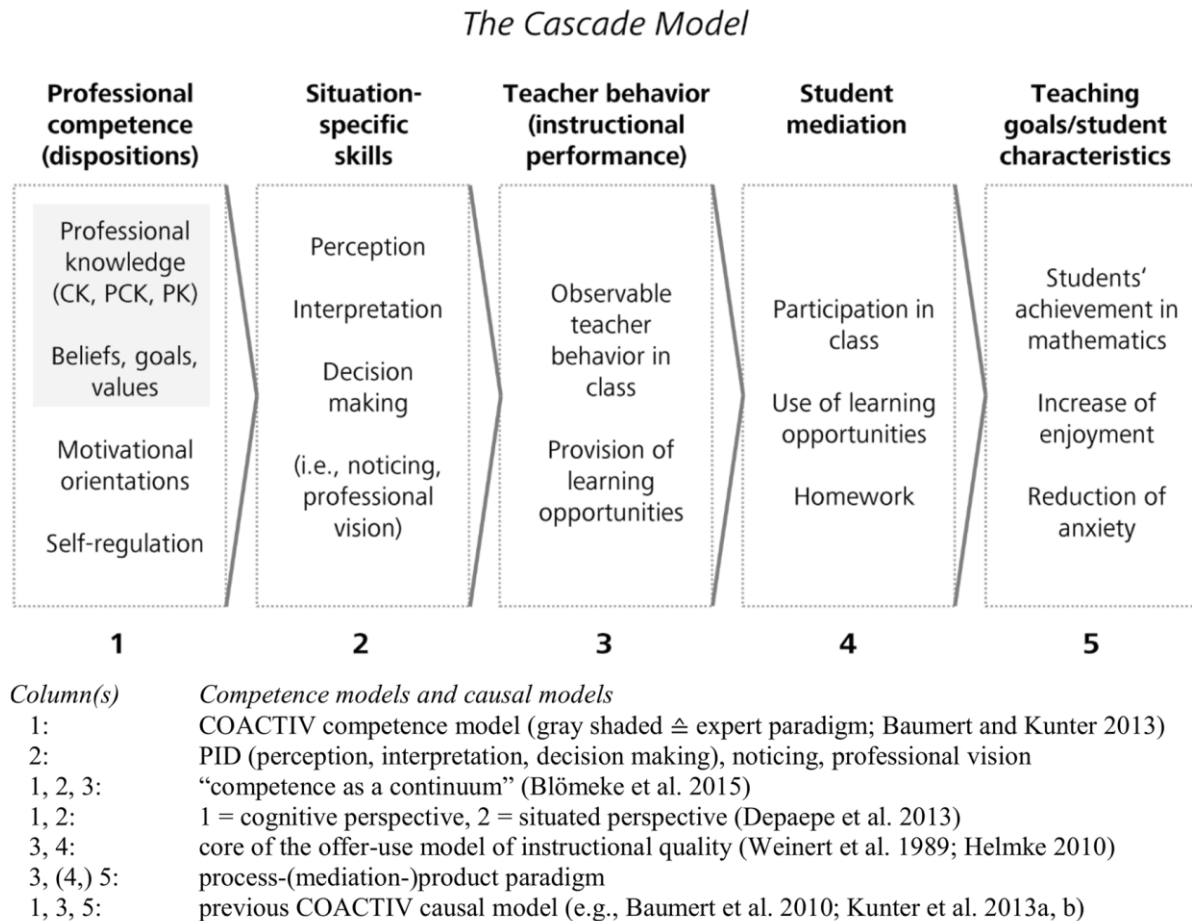 The Cascade Model
Professional
competence
(dispositions)
Situation-
specific
skills
Teacher behavior
(instructional
performance)
Student
mediation
Teaching
goals/student
characteristics
Professional
knowledge
(CK, PCK, PK)
Beliefs, goals,
values
Motivational
orientations
Self-regulation
Perception
Interpretation
Decision
making
(i.e., noticing,
professional
vision)
Observable
teacher
behavior in
class
Provision of
learning
opportunities
Participation in
class
Use of learning
opportunities
Homework
Students‘
achievement in
mathematics
Increase of
enjoyment
Reduction of
anxiety
1 2 3 4 5
Column(s) Competence models and causal models
1: COACTIV competence model (gray shaded ≙ expert paradigm; Baumert and Kunter 2013)
2: PID (perception, interpretation, decision making), noticing, professional vision
1, 2, 3: “competence as a continuum” (Blömeke et al. 2015)
1, 2: 1 = cognitive perspective, 2 = situated perspective (Depaepe et al. 2013)
3, 4: core of the offer-use model of instructional quality (Weinert et al. 1989; Helmke 2010)
3, (4,) 5: process-(mediation-)product paradigm
1, 3, 5: previous COACTIV causal model (e.g., Baumert et al. 2010; Kunter et al. 2013a, b)